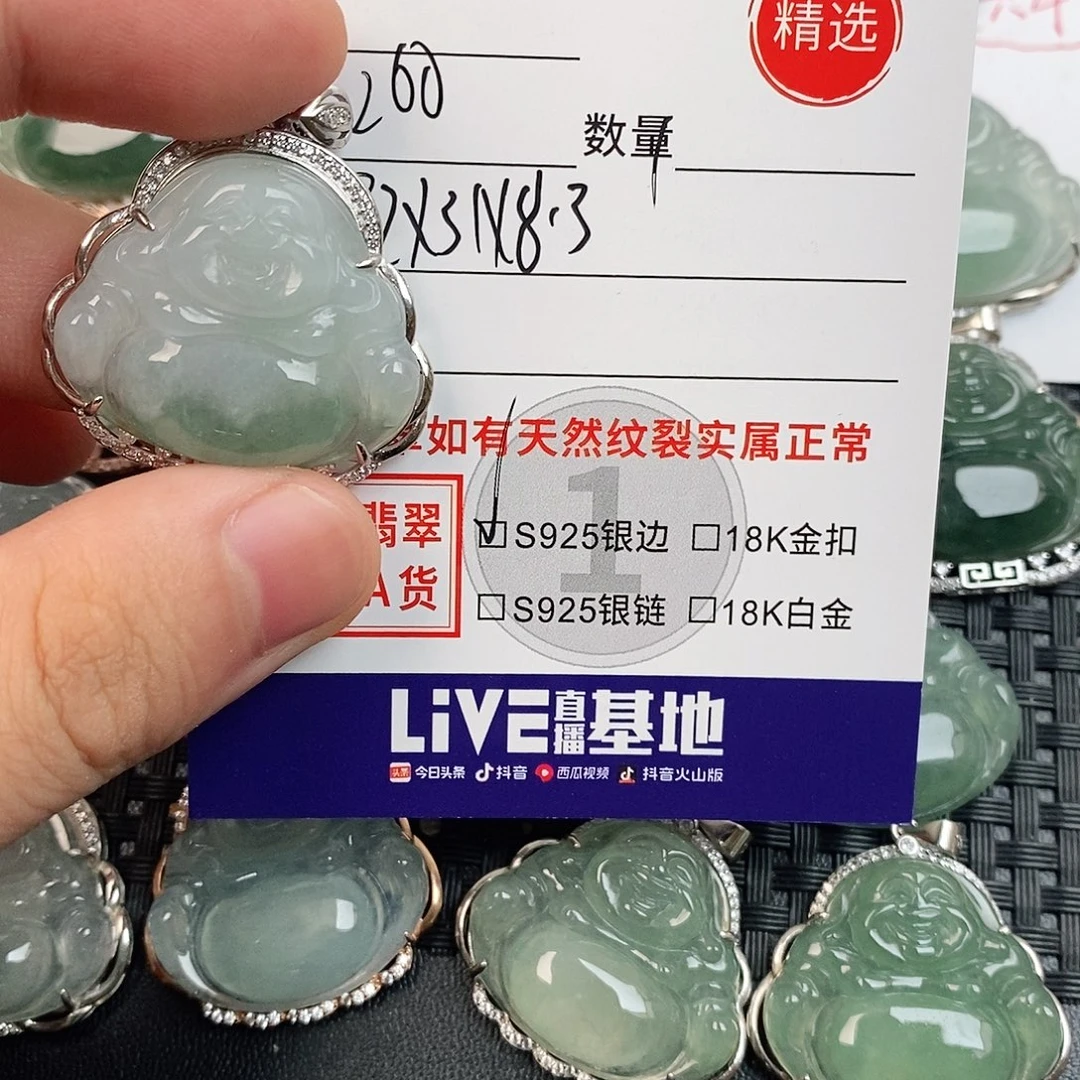 精选
260
数量
2X31X8.3
如有天然纹裂实属正常
翡翠
A货
S925银边 18K金扣
S925银链 18K白金
1
LiVE直播基地
头条 今日头条 抖音 西瓜视频 抖音火山版